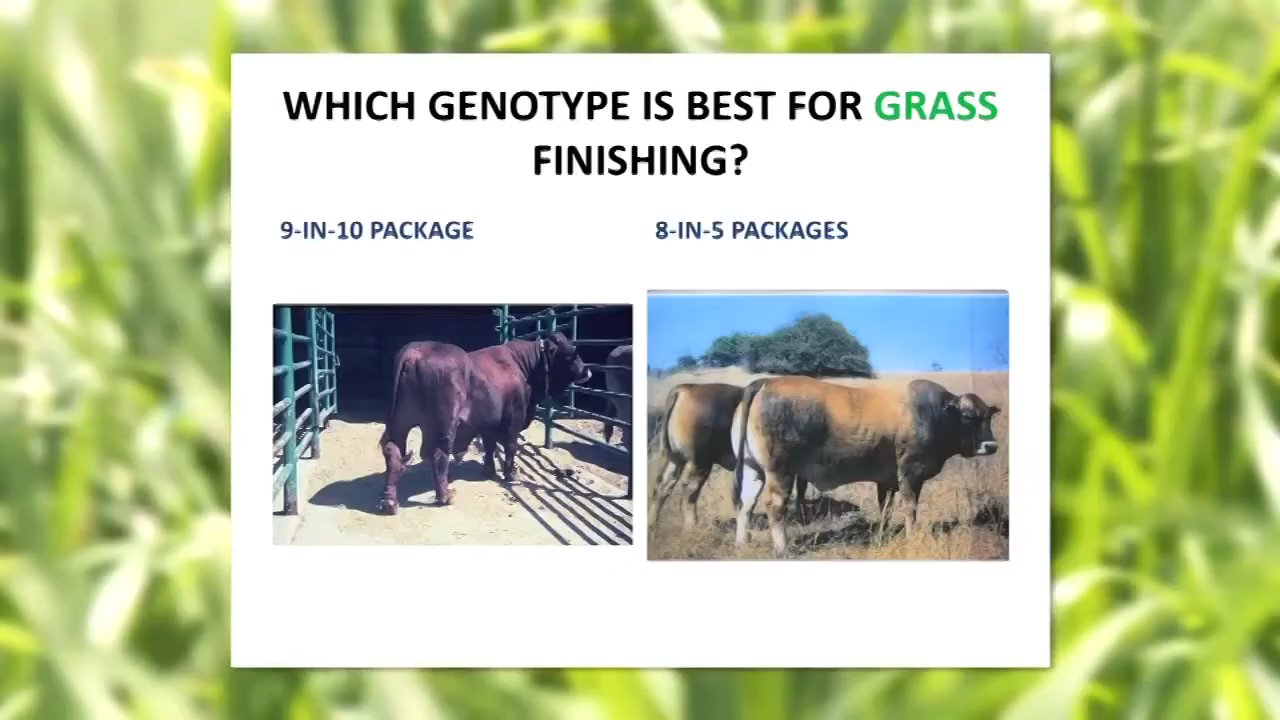 WHICH GENOTYPE IS BEST FOR GRASS
FINISHING?
9-IN-10 PACKAGE
8-IN-5 PACKAGES